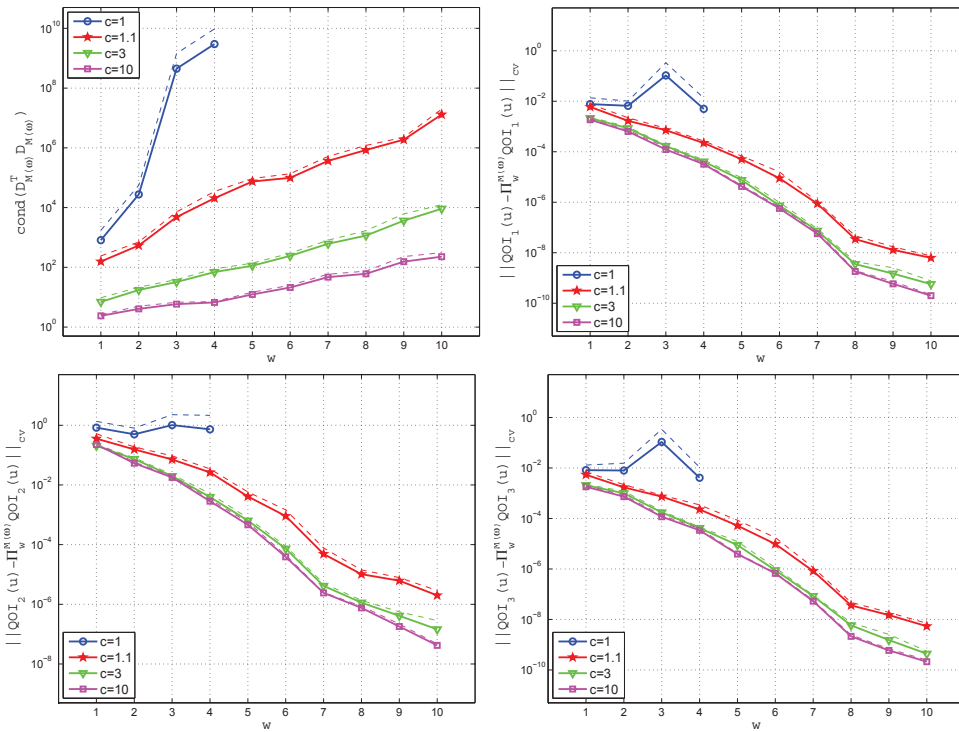 cond(D^T_{M(ω)} D_{M(ω)})
10^10
10^8
10^6
10^4
10^2
10^0
c=1
c=1.1
c=3
c=10
1 2 3 4 5 6 7 8 9 10
w
||QOI_1(u)-Π_w^{M(ω)}QOI_1(u)||_{cv}
10^0
10^-2
10^-4
10^-6
10^-8
10^-10
c=1
c=1.1
c=3
c=10
1 2 3 4 5 6 7 8 9 10
w
||QOI_2(u)-Π_w^{M(ω)}QOI_2(u)||_{cv}
10^0
10^-2
10^-4
10^-6
10^-8
c=1
c=1.1
c=3
c=10
1 2 3 4 5 6 7 8 9 10
w
||QOI_3(u)-Π_w^{M(ω)}QOI_3(u)||_{cv}
10^0
10^-2
10^-4
10^-6
10^-8
10^-10
c=1
c=1.1
c=3
c=10
1 2 3 4 5 6 7 8 9 10
w